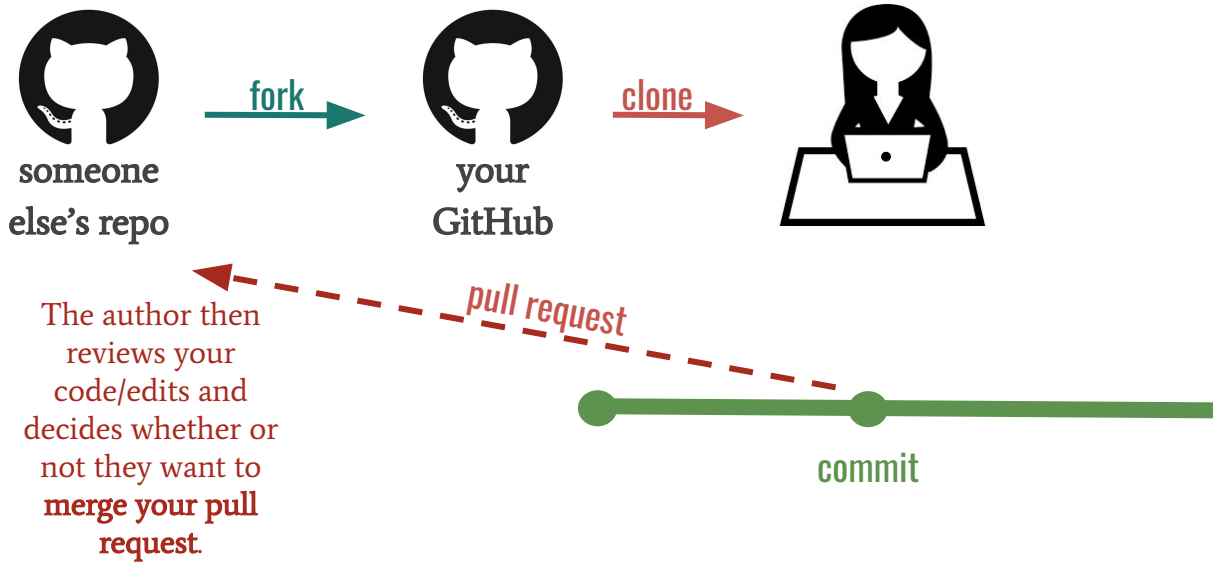 fork
clone
someone
else’s repo
your
GitHub
pull request
The author then
reviews your
code/edits and
decides whether or
not they want to
merge your pull
request.
commit